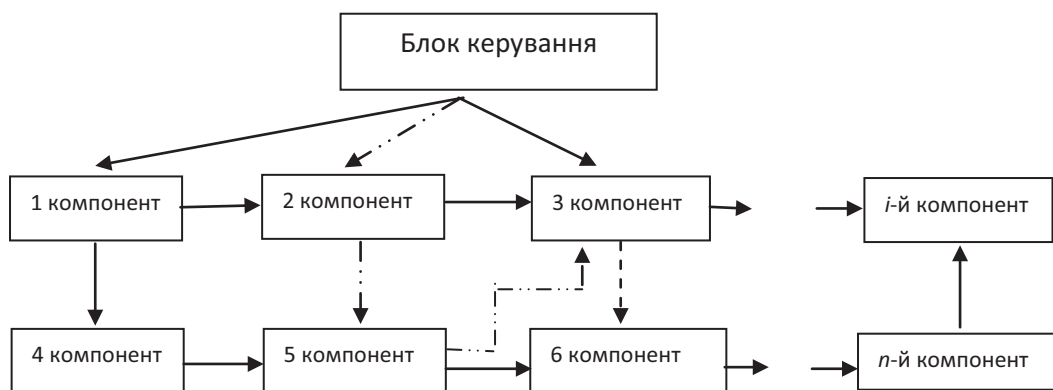 Блок керування
1 компонент
2 компонент
3 компонент
i-й компонент
4 компонент
5 компонент
6 компонент
n-й компонент